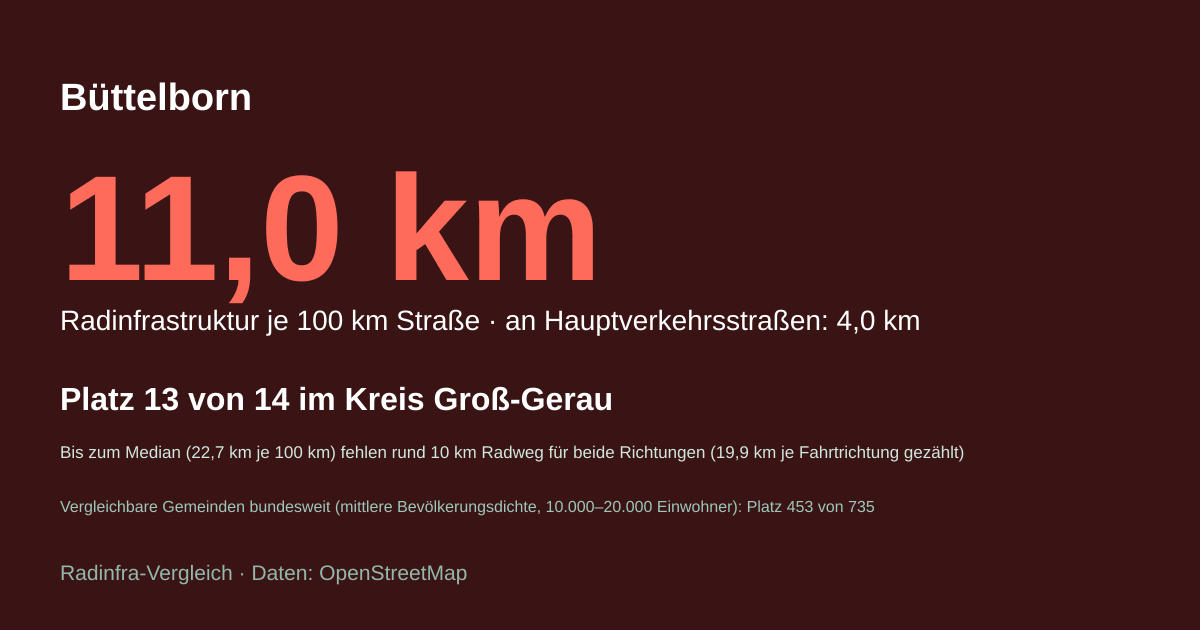 Büttelborn
11,0 km
Radinfrastruktur je 100 km Straße · an Hauptverkehrsstraßen: 4,0 km
Platz 13 von 14 im Kreis Groß-Gerau
Bis zum Median (22,7 km je 100 km) fehlen rund 10 km Radweg für beide Richtungen (19,9 km je Fahrtrichtung gezählt)
Vergleichbare Gemeinden bundesweit (mittlere Bevölkerungsdichte, 10.000–20.000 Einwohner): Platz 453 von 735
Radinfra-Vergleich · Daten: OpenStreetMap